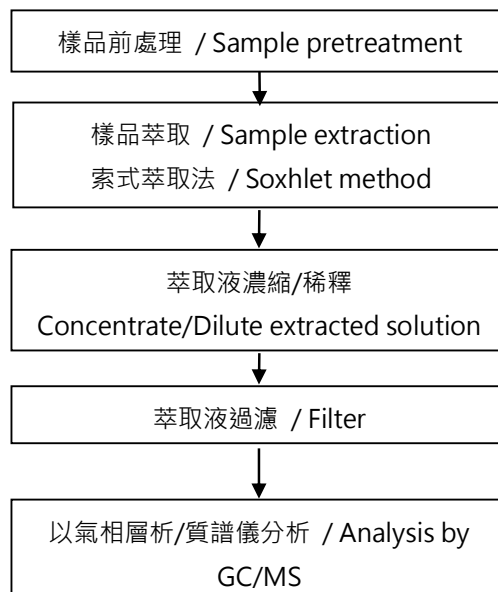 樣品前處理 / Sample pretreatment
樣品萃取 / Sample extraction
索式萃取法 / Soxhlet method
萃取液濃縮/稀釋
Concentrate/Dilute extracted solution
萃取液過濾 / Filter
以氣相層析/質譜儀分析 / Analysis by
GC/MS